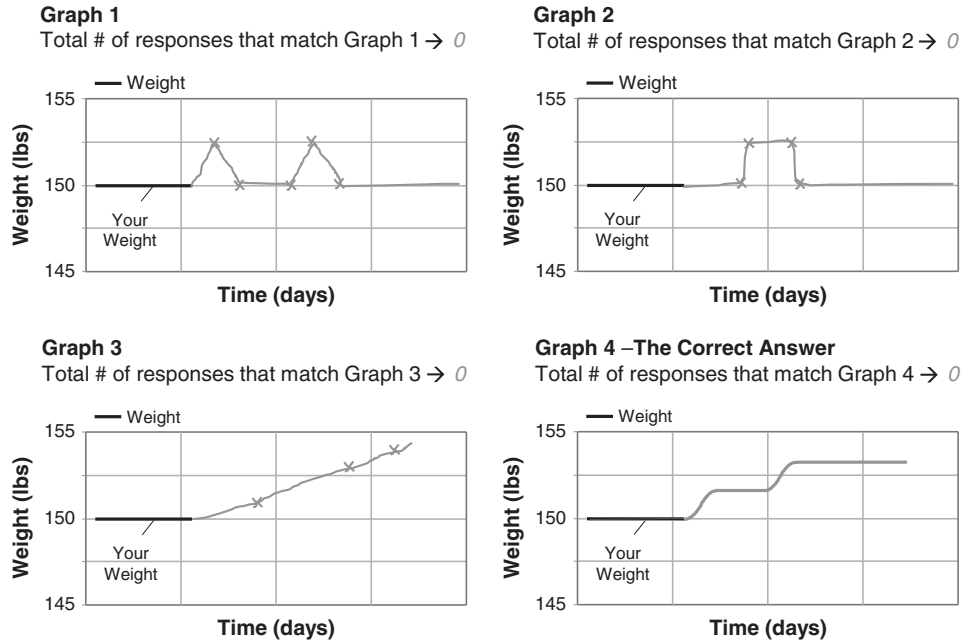 Graph 1
Total # of responses that match Graph 1 → 0
Weight
155
150
145
Weight (lbs)
Your
Weight
Time (days)
Graph 2
Total # of responses that match Graph 2 → 0
Weight
155
150
145
Weight (lbs)
Your
Weight
Time (days)
Graph 3
Total # of responses that match Graph 3 → 0
Weight
155
150
145
Weight (lbs)
Your
Weight
Time (days)
Graph 4 –The Correct Answer
Total # of responses that match Graph 4 → 0
Weight
155
150
145
Weight (lbs)
Your
Weight
Time (days)